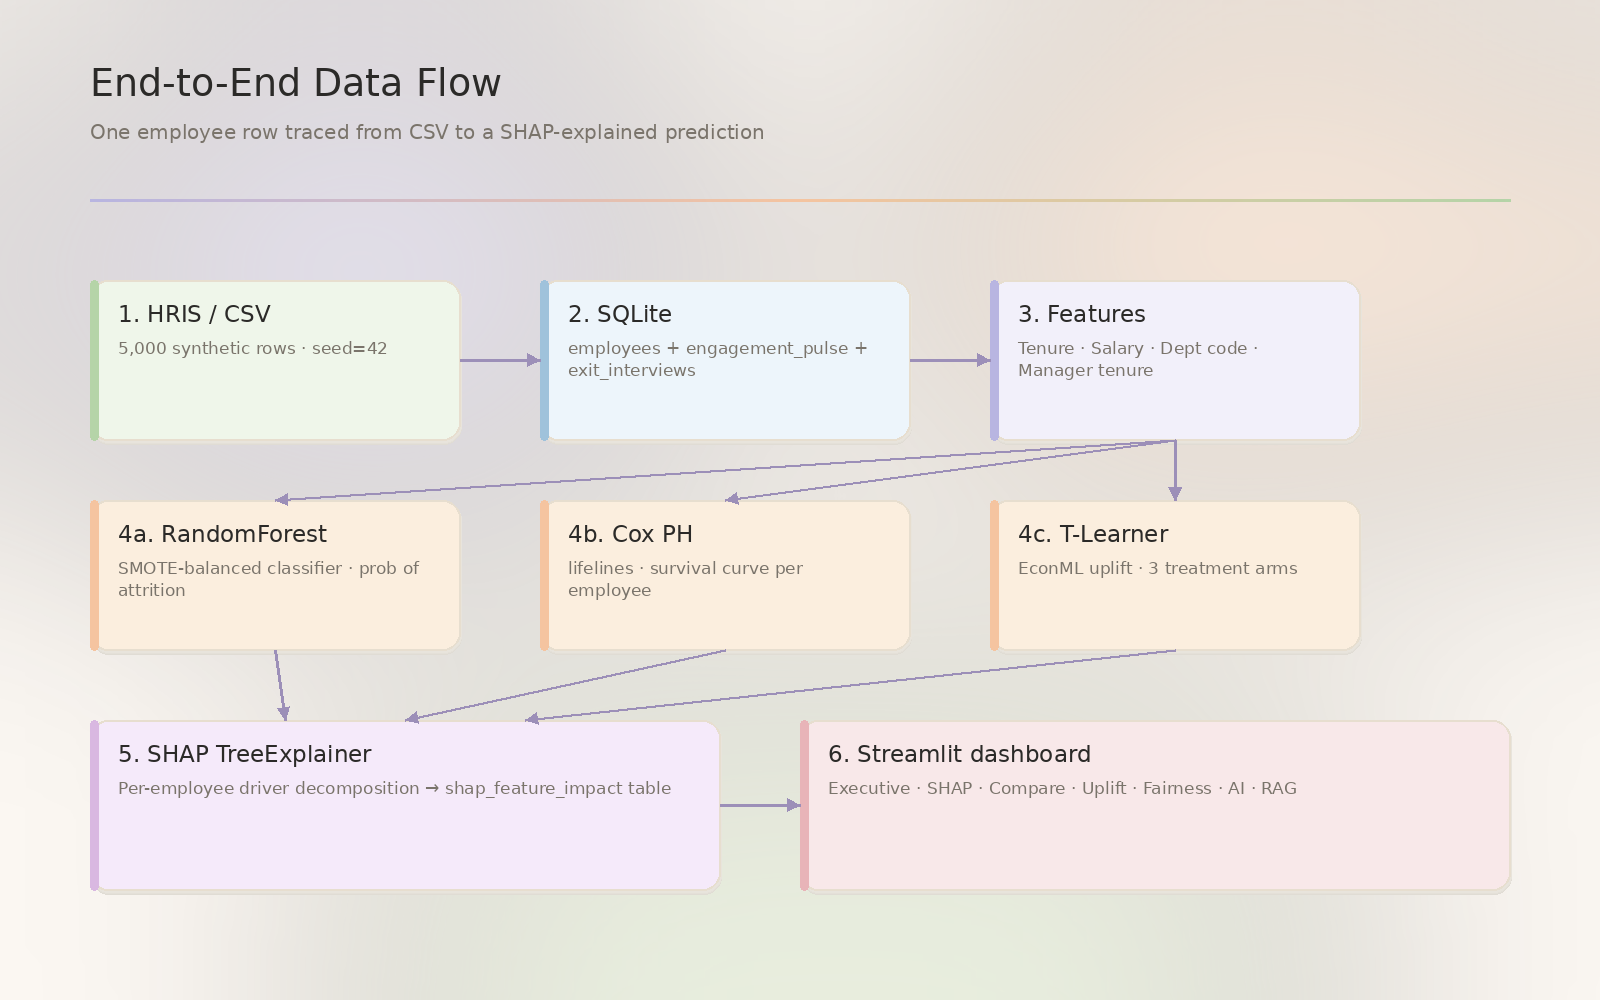 End-to-End Data Flow
One employee row traced from CSV to a SHAP-explained prediction
1. HRIS / CSV
5,000 synthetic rows · seed=42
2. SQLite
employees + engagement_pulse +
exit_interviews
3. Features
Tenure · Salary · Dept code ·
Manager tenure
4a. RandomForest
SMOTE-balanced classifier · prob of
attrition
4b. Cox PH
lifelines · survival curve per
employee
4c. T-Learner
EconML uplift · 3 treatment arms
5. SHAP TreeExplainer
Per-employee driver decomposition → shap_feature_impact table
6. Streamlit dashboard
Executive · SHAP · Compare · Uplift · Fairness · AI · RAG